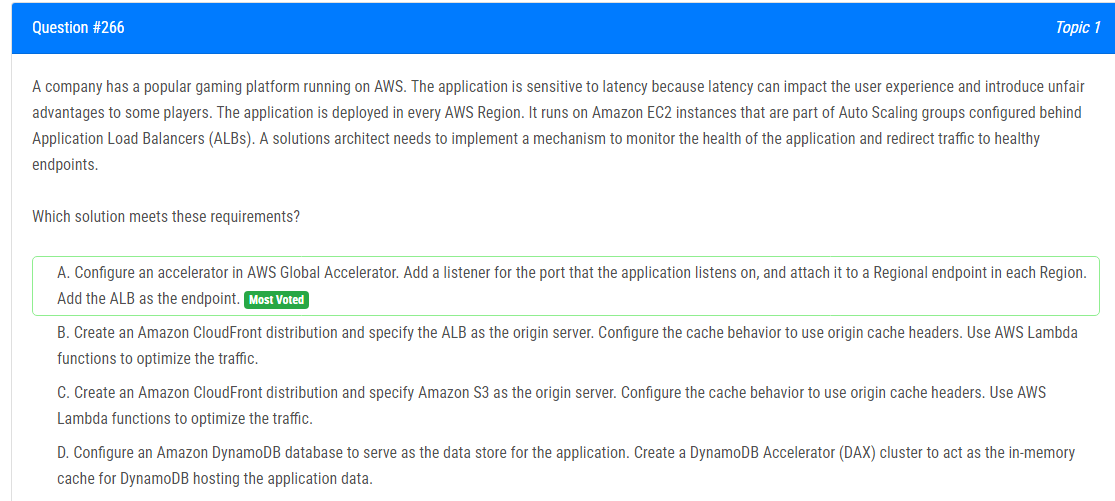 Question #266
Topic 1
A company has a popular gaming platform running on AWS. The application is sensitive to latency because latency can impact the user experience and introduce unfair
advantages to some players. The application is deployed in every AWS Region. It runs on Amazon EC2 instances that are part of Auto Scaling groups configured behind
Application Load Balancers (ALBs). A solutions architect needs to implement a mechanism to monitor the health of the application and redirect traffic to healthy
endpoints.
Which solution meets these requirements?
A. Configure an accelerator in AWS Global Accelerator. Add a listener for the port that the application listens on, and attach it to a Regional endpoint in each Region.
Add the ALB as the endpoint. Most Voted
B. Create an Amazon CloudFront distribution and specify the ALB as the origin server. Configure the cache behavior to use origin cache headers. Use AWS Lambda
functions to optimize the traffic.
C. Create an Amazon CloudFront distribution and specify Amazon S3 as the origin server. Configure the cache behavior to use origin cache headers. Use AWS
Lambda functions to optimize the traffic.
D. Configure an Amazon DynamoDB database to serve as the data store for the application. Create a DynamoDB Accelerator (DAX) cluster to act as the in-memory
cache for DynamoDB hosting the application data.